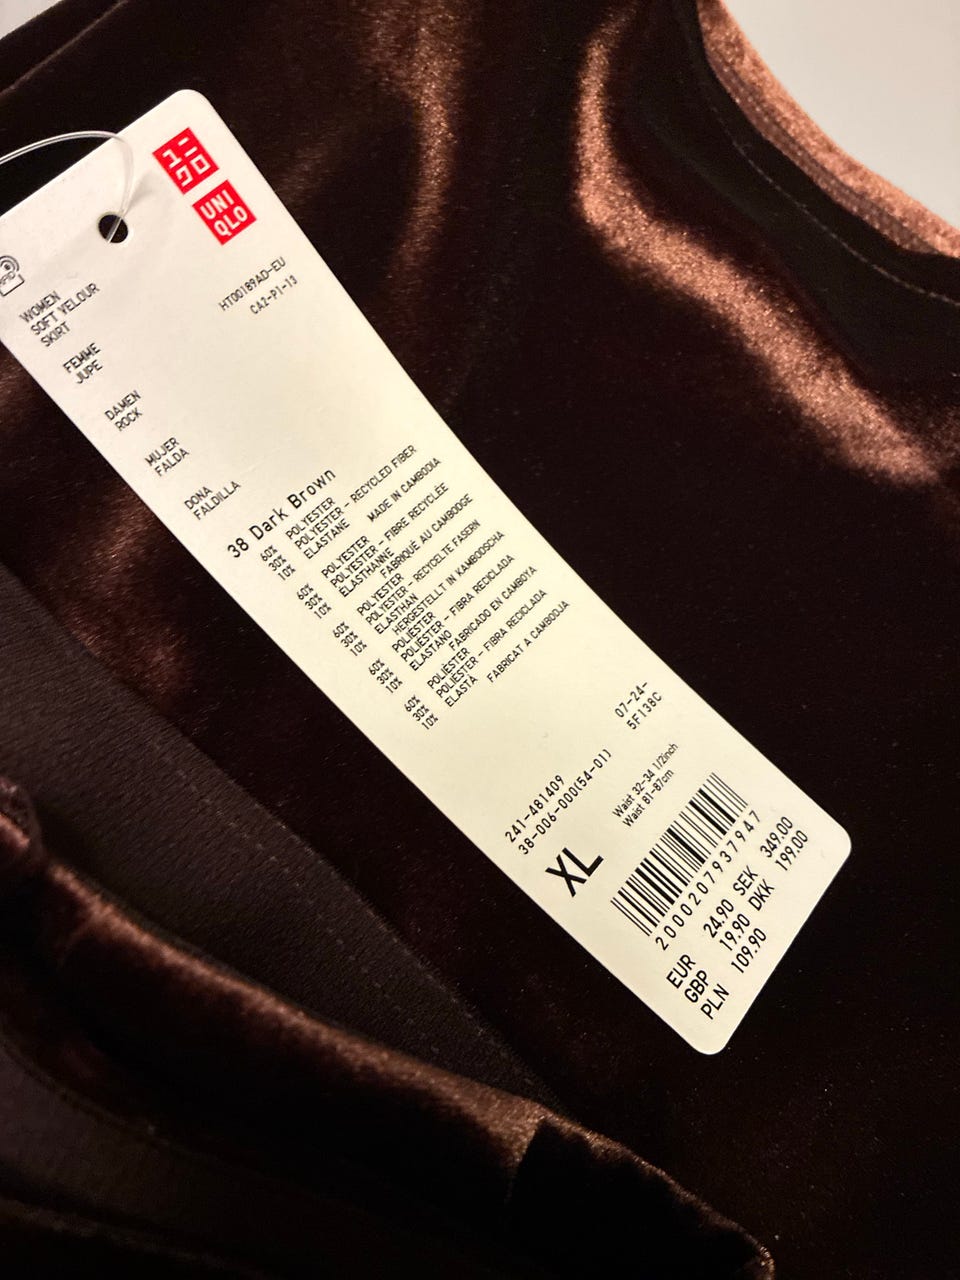 ユニ
クロ
UNI
QLO
RFID
HT00189AD-EU
CA2-P1-13
WOMEN
SOFT VELOUR
SKIRT
FEMME
JUPE
DAMEN
ROCK
MUJER
FALDA
DONA
FALDILLA
38 Dark Brown
60% POLYESTER
30% POLYESTER - RECYCLED FIBER
10% ELASTANE
MADE IN CAMBODIA
60% POLYESTER
30% POLYESTER - FIBRE RECYCLÉE
10% ELASTHANNE
FABRIQUÉ AU CAMBODGE
60% POLYESTER
30% POLYESTER - RECYCELTE FASERN
10% ELASTHAN
HERGESTELLT IN KAMBODSCHA
60% POLIÉSTER
30% POLIÉSTER - FIBRA RECICLADA
10% ELASTANO
FABRICADO EN CAMBOYA
60% POLIÈSTER
30% POLIÈSTER - FIBRA RECICLADA
10% ELASTÀ
FABRICAT A CAMBODJA
07-24-
5F138C
241-481409
38-006-000(54-01)
Waist 32-34 1/2inch
Waist 81-87cm
XL
2000207937947
EUR 24.90 SEK 349.00
GBP 19.90 DKK 199.00
PLN 109.90